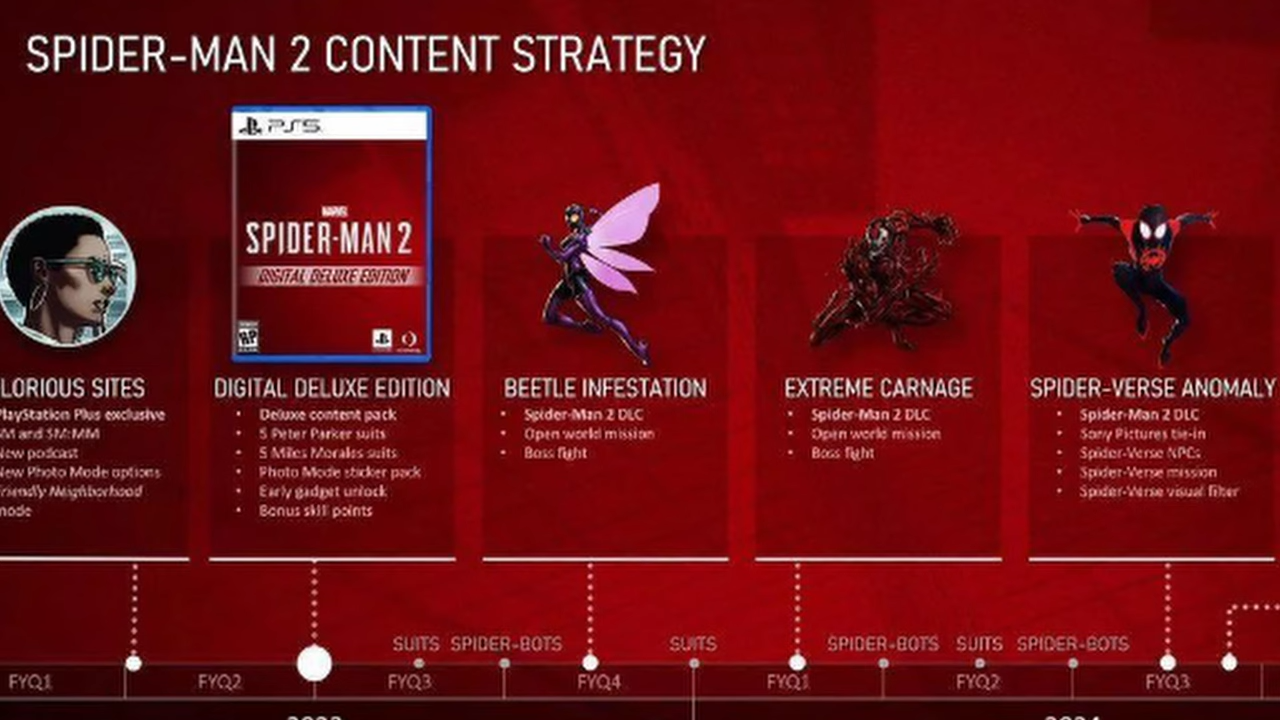 SPIDER-MAN 2 CONTENT STRATEGY
PS5
MARVEL
SPIDER-MAN 2
DIGITAL DELUXE EDITION
RP
LORIOUS SITES
PlayStation Plus exclusive
SM and SM:MM
New podcast
New Photo Mode options
Friendly Neighborhood
mode
DIGITAL DELUXE EDITION
• Deluxe content pack
• 5 Peter Parker suits
• 5 Miles Morales suits
• Photo Mode sticker pack
• Early gadget unlock
• Bonus skill points
BEETLE INFESTATION
• Spider-Man 2 DLC
• Open world mission
• Boss fight
EXTREME CARNAGE
• Spider-Man 2 DLC
• Open world mission
• Boss fight
SPIDER-VERSE ANOMALY
• Spider-Man 2 DLC
• Sony Pictures tie-in
• Spider-Verse NPCs
• Spider-Verse mission
• Spider-Verse visual filter
SUITS SPIDER-BOTS SUITS SPIDER-BOTS SUITS SPIDER-BOTS
FYQ1 FYQ2 FYQ3 FYQ4 FYQ1 FYQ2 FYQ3